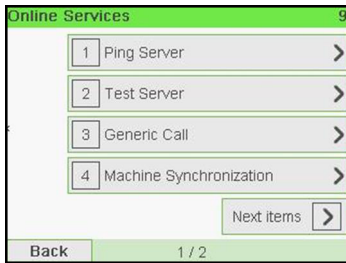 Online Services 9
1 Ping Server
2 Test Server
3 Generic Call
4 Machine Synchronization
Next items
Back 1 / 2